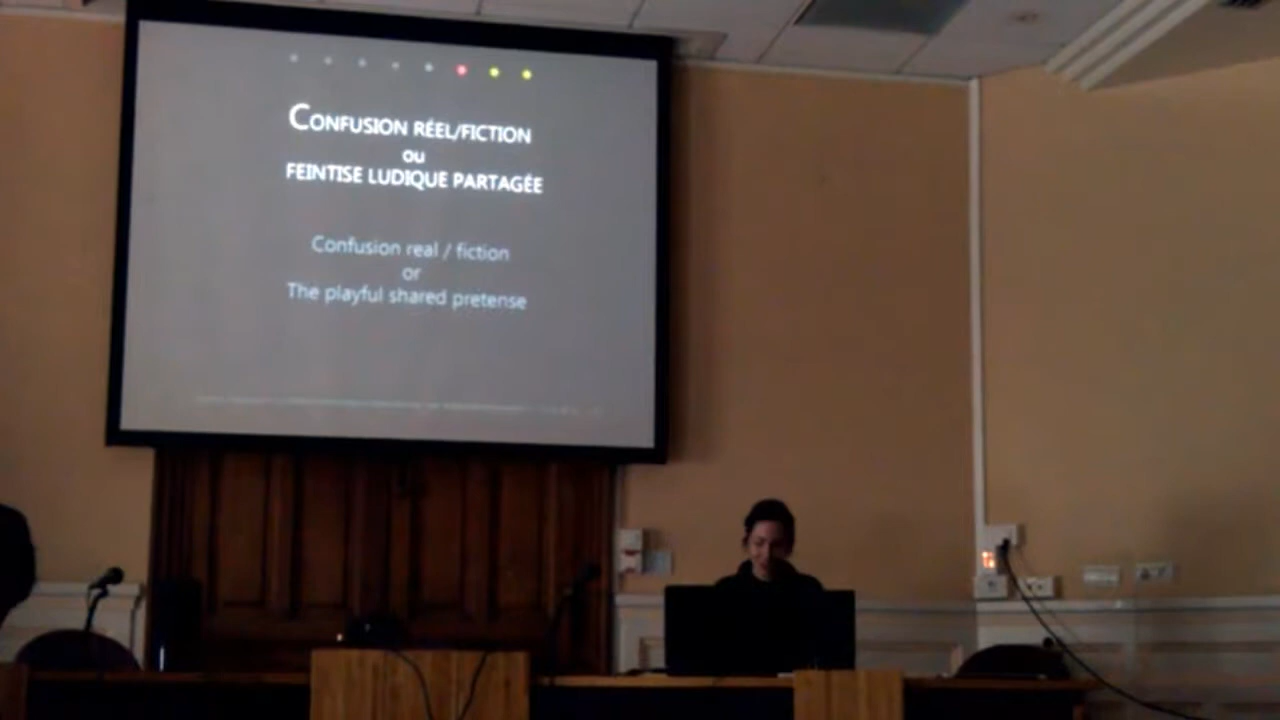 CONFUSION RÉEL/FICTION
OU
FEINTISE LUDIQUE PARTAGÉE
Confusion real / fiction
or
The playful shared pretense